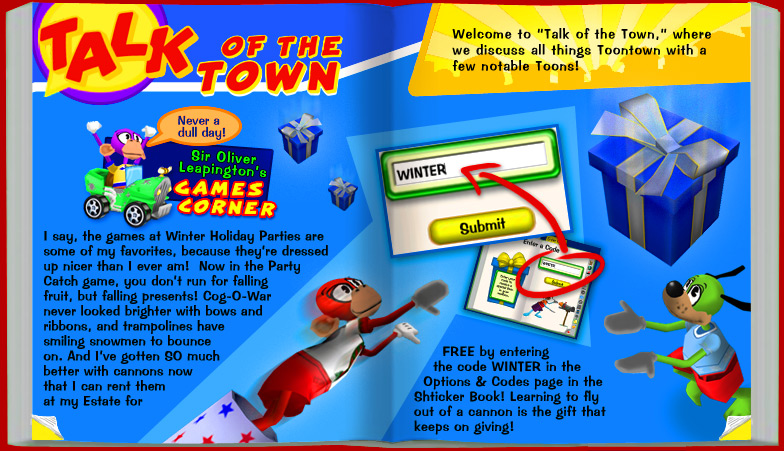 TALK
OF THE
TOWN
Welcome to "Talk of the Town," where
we discuss all things Toontown with a
few notable Toons!
Never a
dull day!
Sir Oliver
Leapington's
GAMES
CORNER
I say, the games at Winter Holiday Parties are
some of my favorites, because they're dressed
up nicer than I ever am! Now in the Party
Catch game, you don't run for falling
fruit, but falling presents! Cog-O-War
never looked brighter with bows and
ribbons, and trampolines have
smiling snowmen to bounce
on. And I've gotten SO much
better with cannons now
that I can rent them
at my Estate for
WINTER
Submit
Enter a Code
WINTER
Submit
FREE by entering
the code WINTER in the
Options & Codes page in the
Shticker Book! Learning to fly
out of a cannon is the gift that
keeps on giving!